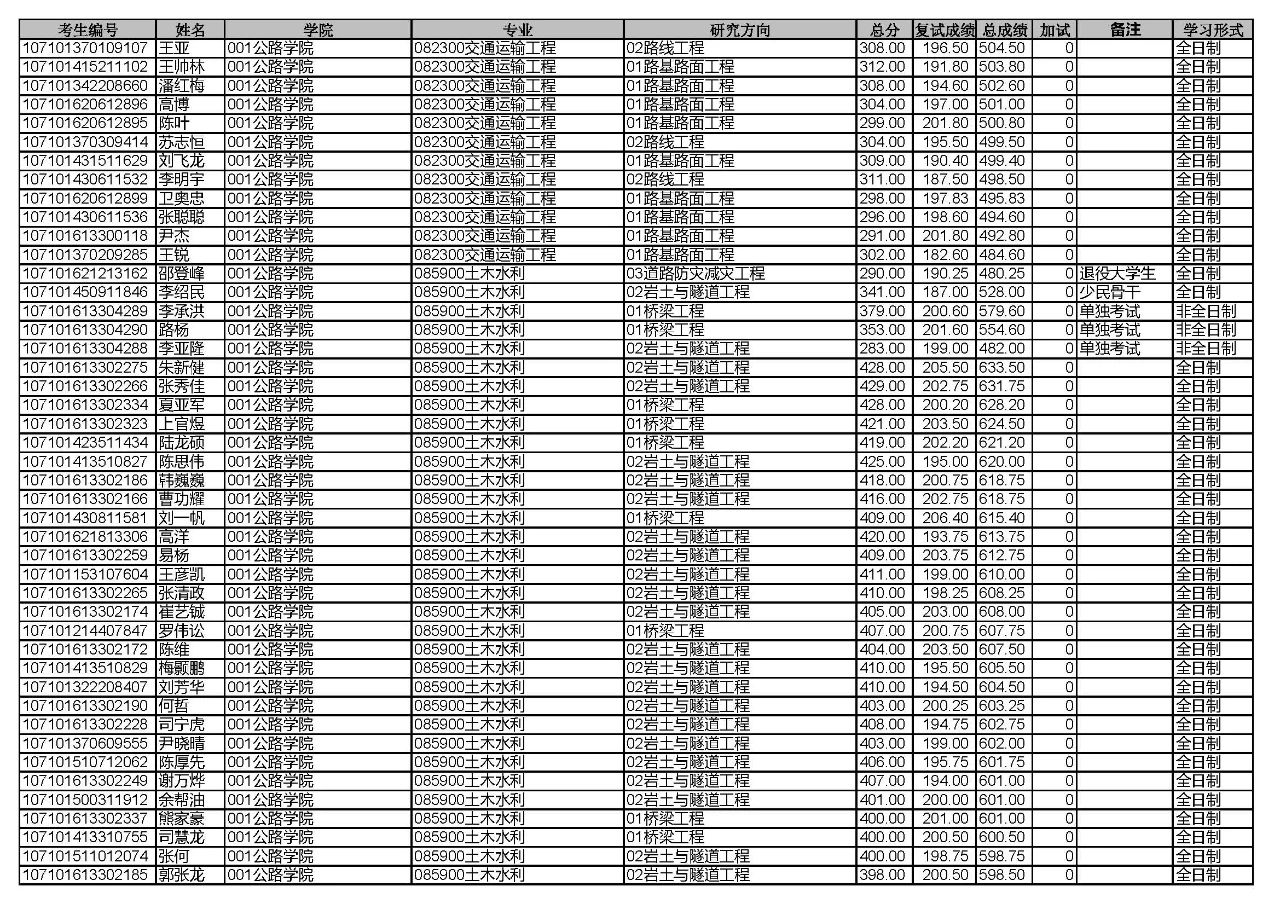 考生编号 姓名 学院 专业 研究方向 总分 复试成绩 总成绩 加试 备注 学习形式
107101370109107 王亚 001公路学院 082300交通运输工程 02路线工程 308.00 196.50 504.50 0 全日制
107101415211102 王帅林 001公路学院 082300交通运输工程 01路基路面工程 312.00 191.80 503.80 0 全日制
107101342208660 潘红梅 001公路学院 082300交通运输工程 01路基路面工程 308.00 194.60 502.60 0 全日制
107101620612896 高博 001公路学院 082300交通运输工程 01路基路面工程 304.00 197.00 501.00 0 全日制
107101620612895 陈叶 001公路学院 082300交通运输工程 01路基路面工程 299.00 201.80 500.80 0 全日制
107101370309414 苏志恒 001公路学院 082300交通运输工程 02路线工程 304.00 195.50 499.50 0 全日制
107101431511629 刘飞龙 001公路学院 082300交通运输工程 01路基路面工程 309.00 190.40 499.40 0 全日制
107101430611532 李明宇 001公路学院 082300交通运输工程 02路线工程 311.00 187.50 498.50 0 全日制
107101620612899 卫奥忠 001公路学院 082300交通运输工程 01路基路面工程 298.00 197.83 495.83 0 全日制
107101430611536 张聪聪 001公路学院 082300交通运输工程 01路基路面工程 296.00 198.60 494.60 0 全日制
107101613300118 尹杰 001公路学院 082300交通运输工程 01路基路面工程 291.00 201.80 492.80 0 全日制
107101370209285 王锐 001公路学院 082300交通运输工程 01路基路面工程 302.00 182.60 484.60 0 全日制
107101621213162 邵登峰 001公路学院 085900土木水利 03道路防灾减灾工程 290.00 190.25 480.25 0 退役大学生 全日制
107101450911846 李绍民 001公路学院 085900土木水利 02岩土与隧道工程 341.00 187.00 528.00 0 少民骨干 全日制
107101613304289 李承洪 001公路学院 085900土木水利 01桥梁工程 379.00 200.60 579.60 0 单独考试 非全日制
107101613304290 路杨 001公路学院 085900土木水利 01桥梁工程 353.00 201.60 554.60 0 单独考试 非全日制
107101613304288 李亚隆 001公路学院 085900土木水利 02岩土与隧道工程 283.00 199.00 482.00 0 单独考试 非全日制
107101613302275 朱新健 001公路学院 085900土木水利 02岩土与隧道工程 428.00 205.50 633.50 0 全日制
107101613302266 张秀佳 001公路学院 085900土木水利 02岩土与隧道工程 429.00 202.75 631.75 0 全日制
107101613302334 夏亚军 001公路学院 085900土木水利 01桥梁工程 428.00 200.20 628.20 0 全日制
107101613302323 上官煜 001公路学院 085900土木水利 01桥梁工程 421.00 203.50 624.50 0 全日制
107101423511434 陆龙硕 001公路学院 085900土木水利 01桥梁工程 419.00 202.20 621.20 0 全日制
107101413510827 陈思伟 001公路学院 085900土木水利 02岩土与隧道工程 425.00 195.00 620.00 0 全日制
107101613302186 韩巍巍 001公路学院 085900土木水利 02岩土与隧道工程 418.00 200.75 618.75 0 全日制
107101613302166 曹功耀 001公路学院 085900土木水利 02岩土与隧道工程 416.00 202.75 618.75 0 全日制
107101430811581 刘一帆 001公路学院 085900土木水利 01桥梁工程 409.00 206.40 615.40 0 全日制
107101621813306 高洋 001公路学院 085900土木水利 02岩土与隧道工程 420.00 193.75 613.75 0 全日制
107101613302259 易杨 001公路学院 085900土木水利 02岩土与隧道工程 409.00 203.75 612.75 0 全日制
107101153107604 王彦凯 001公路学院 085900土木水利 02岩土与隧道工程 411.00 199.00 610.00 0 全日制
107101613302265 张清政 001公路学院 085900土木水利 02岩土与隧道工程 410.00 198.25 608.25 0 全日制
107101613302174 崔艺铖 001公路学院 085900土木水利 02岩土与隧道工程 405.00 203.00 608.00 0 全日制
107101214407847 罗伟讼 001公路学院 085900土木水利 01桥梁工程 407.00 200.75 607.75 0 全日制
107101613302172 陈维 001公路学院 085900土木水利 02岩土与隧道工程 404.00 203.50 607.50 0 全日制
107101413510829 梅颢鹏 001公路学院 085900土木水利 02岩土与隧道工程 410.00 195.50 605.50 0 全日制
107101322208407 刘芳华 001公路学院 085900土木水利 02岩土与隧道工程 410.00 194.50 604.50 0 全日制
107101613302190 何哲 001公路学院 085900土木水利 02岩土与隧道工程 403.00 200.25 603.25 0 全日制
107101613302228 司宁虎 001公路学院 085900土木水利 02岩土与隧道工程 408.00 194.75 602.75 0 全日制
107101370609555 尹晓晴 001公路学院 085900土木水利 02岩土与隧道工程 403.00 199.00 602.00 0 全日制
107101510712062 陈厚先 001公路学院 085900土木水利 02岩土与隧道工程 406.00 195.75 601.75 0 全日制
107101613302249 谢万烨 001公路学院 085900土木水利 02岩土与隧道工程 407.00 194.00 601.00 0 全日制
107101500311912 余帮油 001公路学院 085900土木水利 02岩土与隧道工程 401.00 200.00 601.00 0 全日制
107101613302337 熊家豪 001公路学院 085900土木水利 01桥梁工程 400.00 201.00 601.00 0 全日制
107101413310755 司慧龙 001公路学院 085900土木水利 01桥梁工程 400.00 200.50 600.50 0 全日制
107101511012074 张何 001公路学院 085900土木水利 02岩土与隧道工程 400.00 198.75 598.75 0 全日制
107101613302185 郭张龙 001公路学院 085900土木水利 02岩土与隧道工程 398.00 200.50 598.50 0 全日制